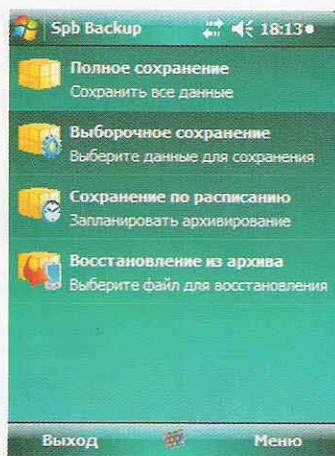 Spb Backup 18:13
Полное сохранение
Сохранить все данные
Выборочное сохранение
Выберите данные для сохранения
Сохранение по расписанию
Запланировать архивирование
Восстановление из архива
Выберите файл для восстановления
Выход Меню